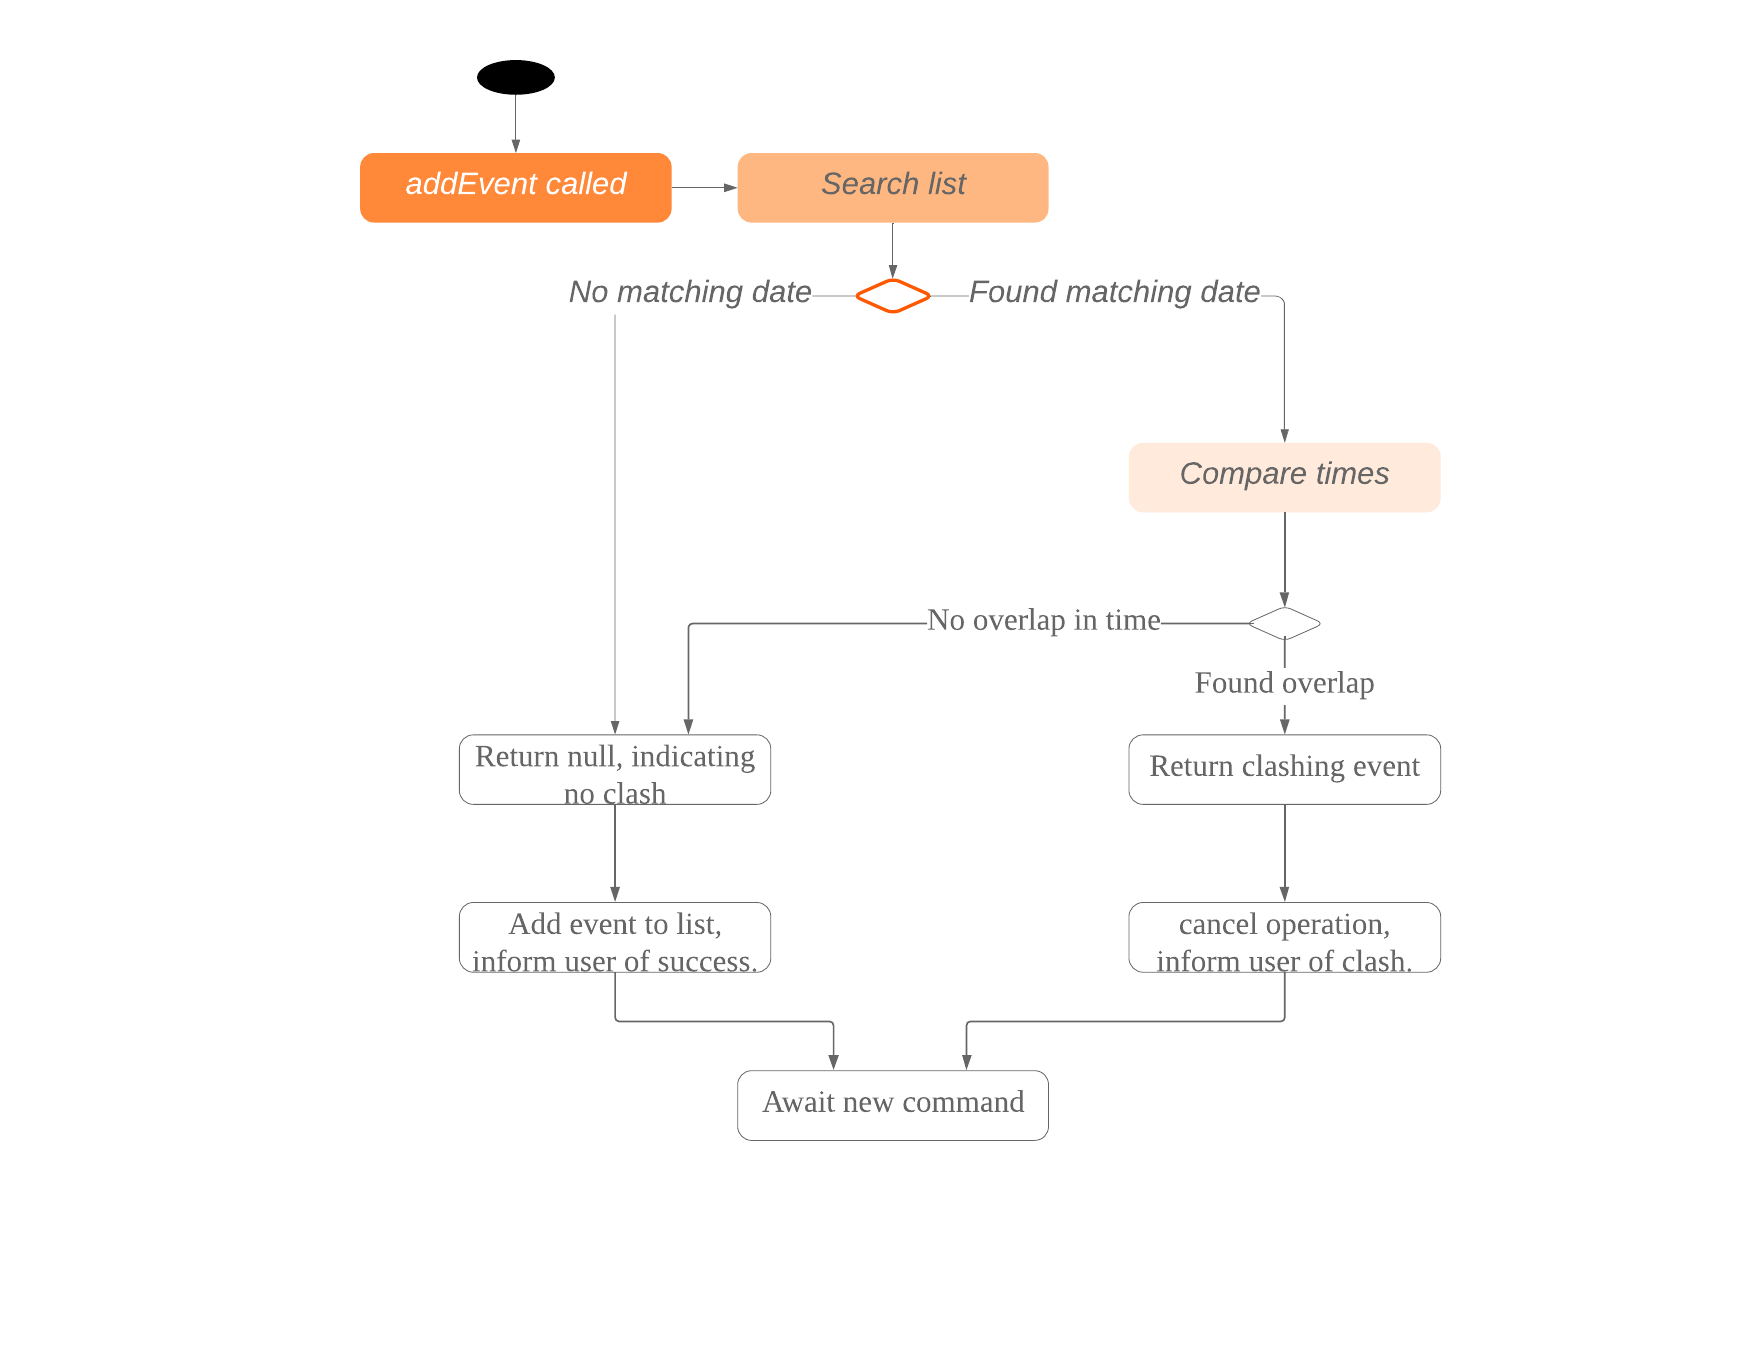 addEvent called
Search list
No matching date
Found matching date
Compare times
No overlap in time
Found overlap
Return null, indicating
no clash
Return clashing event
Add event to list,
inform user of success.
cancel operation,
inform user of clash.
Await new command